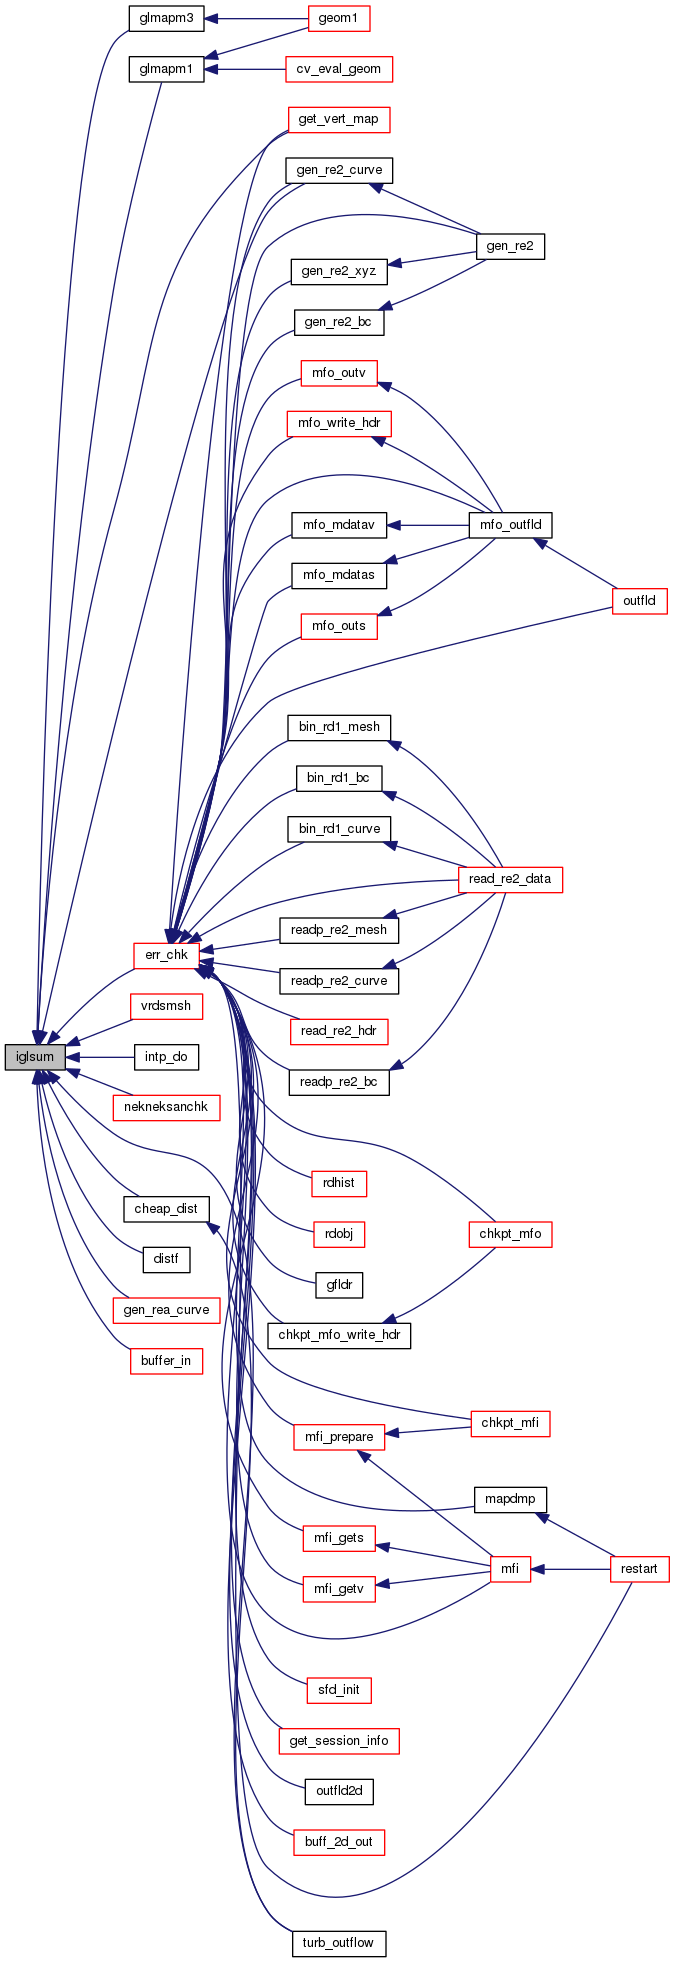 glmapm3
geom1
glmapm1
cv_eval_geom
get_vert_map
gen_re2_curve
gen_re2
gen_re2_xyz
gen_re2_bc
mfo_outv
mfo_write_hdr
mfo_outfld
mfo_mdatav
mfo_mdatas
outfld
mfo_outs
bin_rd1_mesh
bin_rd1_bc
bin_rd1_curve
read_re2_data
readp_re2_mesh
err_chk
readp_re2_curve
vrdsmsh
read_re2_hdr
iglsum
intp_do
readp_re2_bc
nekneksanchk
rdhist
cheap_dist
rdobj
chkpt_mfo
distf
gfldr
gen_rea_curve
chkpt_mfo_write_hdr
buffer_in
chkpt_mfi
mfi_prepare
mapdmp
mfi_gets
mfi
restart
mfi_getv
sfd_init
get_session_info
outfld2d
buff_2d_out
turb_outflow